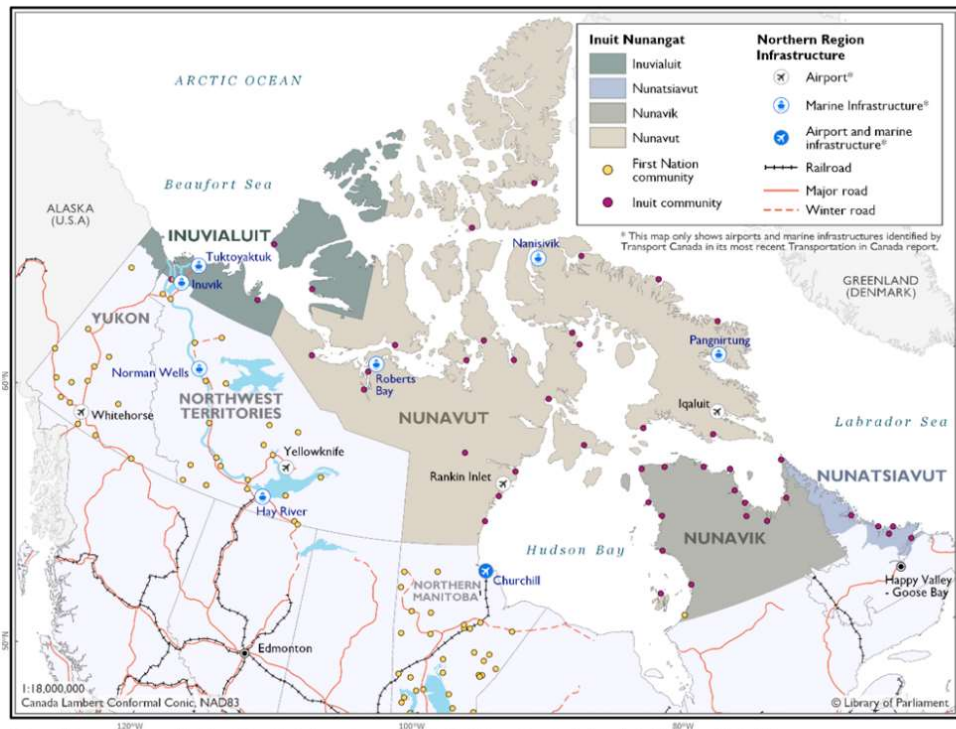 ARCTIC OCEAN
Beaufort Sea
ALASKA
(U.S.A)
INUVIALUIT
Tuktoyaktuk
Inuvik
YUKON
Norman Wells
NORTHWEST
TERRITORIES
Whitehorse
Yellowknife
Hay River
Edmonton
Roberts
Bay
NUNAVUT
Rankin Inlet
Nanisivik
Pangnirtung
Iqaluit
GREENLAND
(DENMARK)
Labrador Sea
NUNATSIAVUT
NUNAVIK
Hudson Bay
Churchill
NORTHERN
MANITOBA
Happy Valley
- Goose Bay
Inuit Nunangat
Inuvialuit
Nunatsiavut
Nunavik
Nunavut
First Nation
community
Inuit community
Northern Region
Infrastructure
Airport*
Marine Infrastructure*
Airport and marine
infrastructure*
Railroad
Major road
Winter road
* This map only shows airports and marine infrastructures identified by
Transport Canada in its most recent Transportation in Canada report.
60°N
50°N
1:18,000,000
Canada Lambert Conformal Conic, NAD83
© Library of Parliament
120°W
100°W
80°W